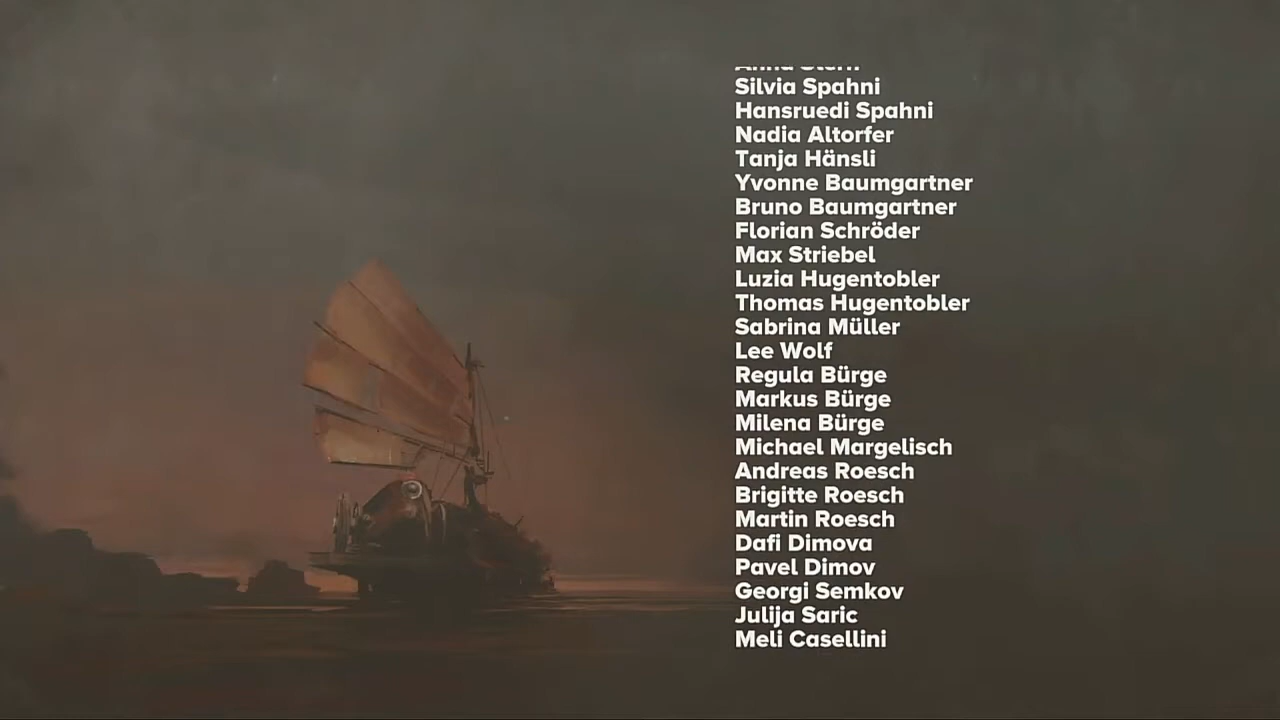 Silvia Spahni
Hansruedi Spahni
Nadia Altorfer
Tanja Hänsli
Yvonne Baumgartner
Bruno Baumgartner
Florian Schröder
Max Striebel
Luzia Hugentobler
Thomas Hugentobler
Sabrina Müller
Lee Wolf
Regula Bürge
Markus Bürge
Milena Bürge
Michael Margelisch
Andreas Roesch
Brigitte Roesch
Martin Roesch
Dafi Dimova
Pavel Dimov
Georgi Semkov
Julija Saric
Meli Casellini